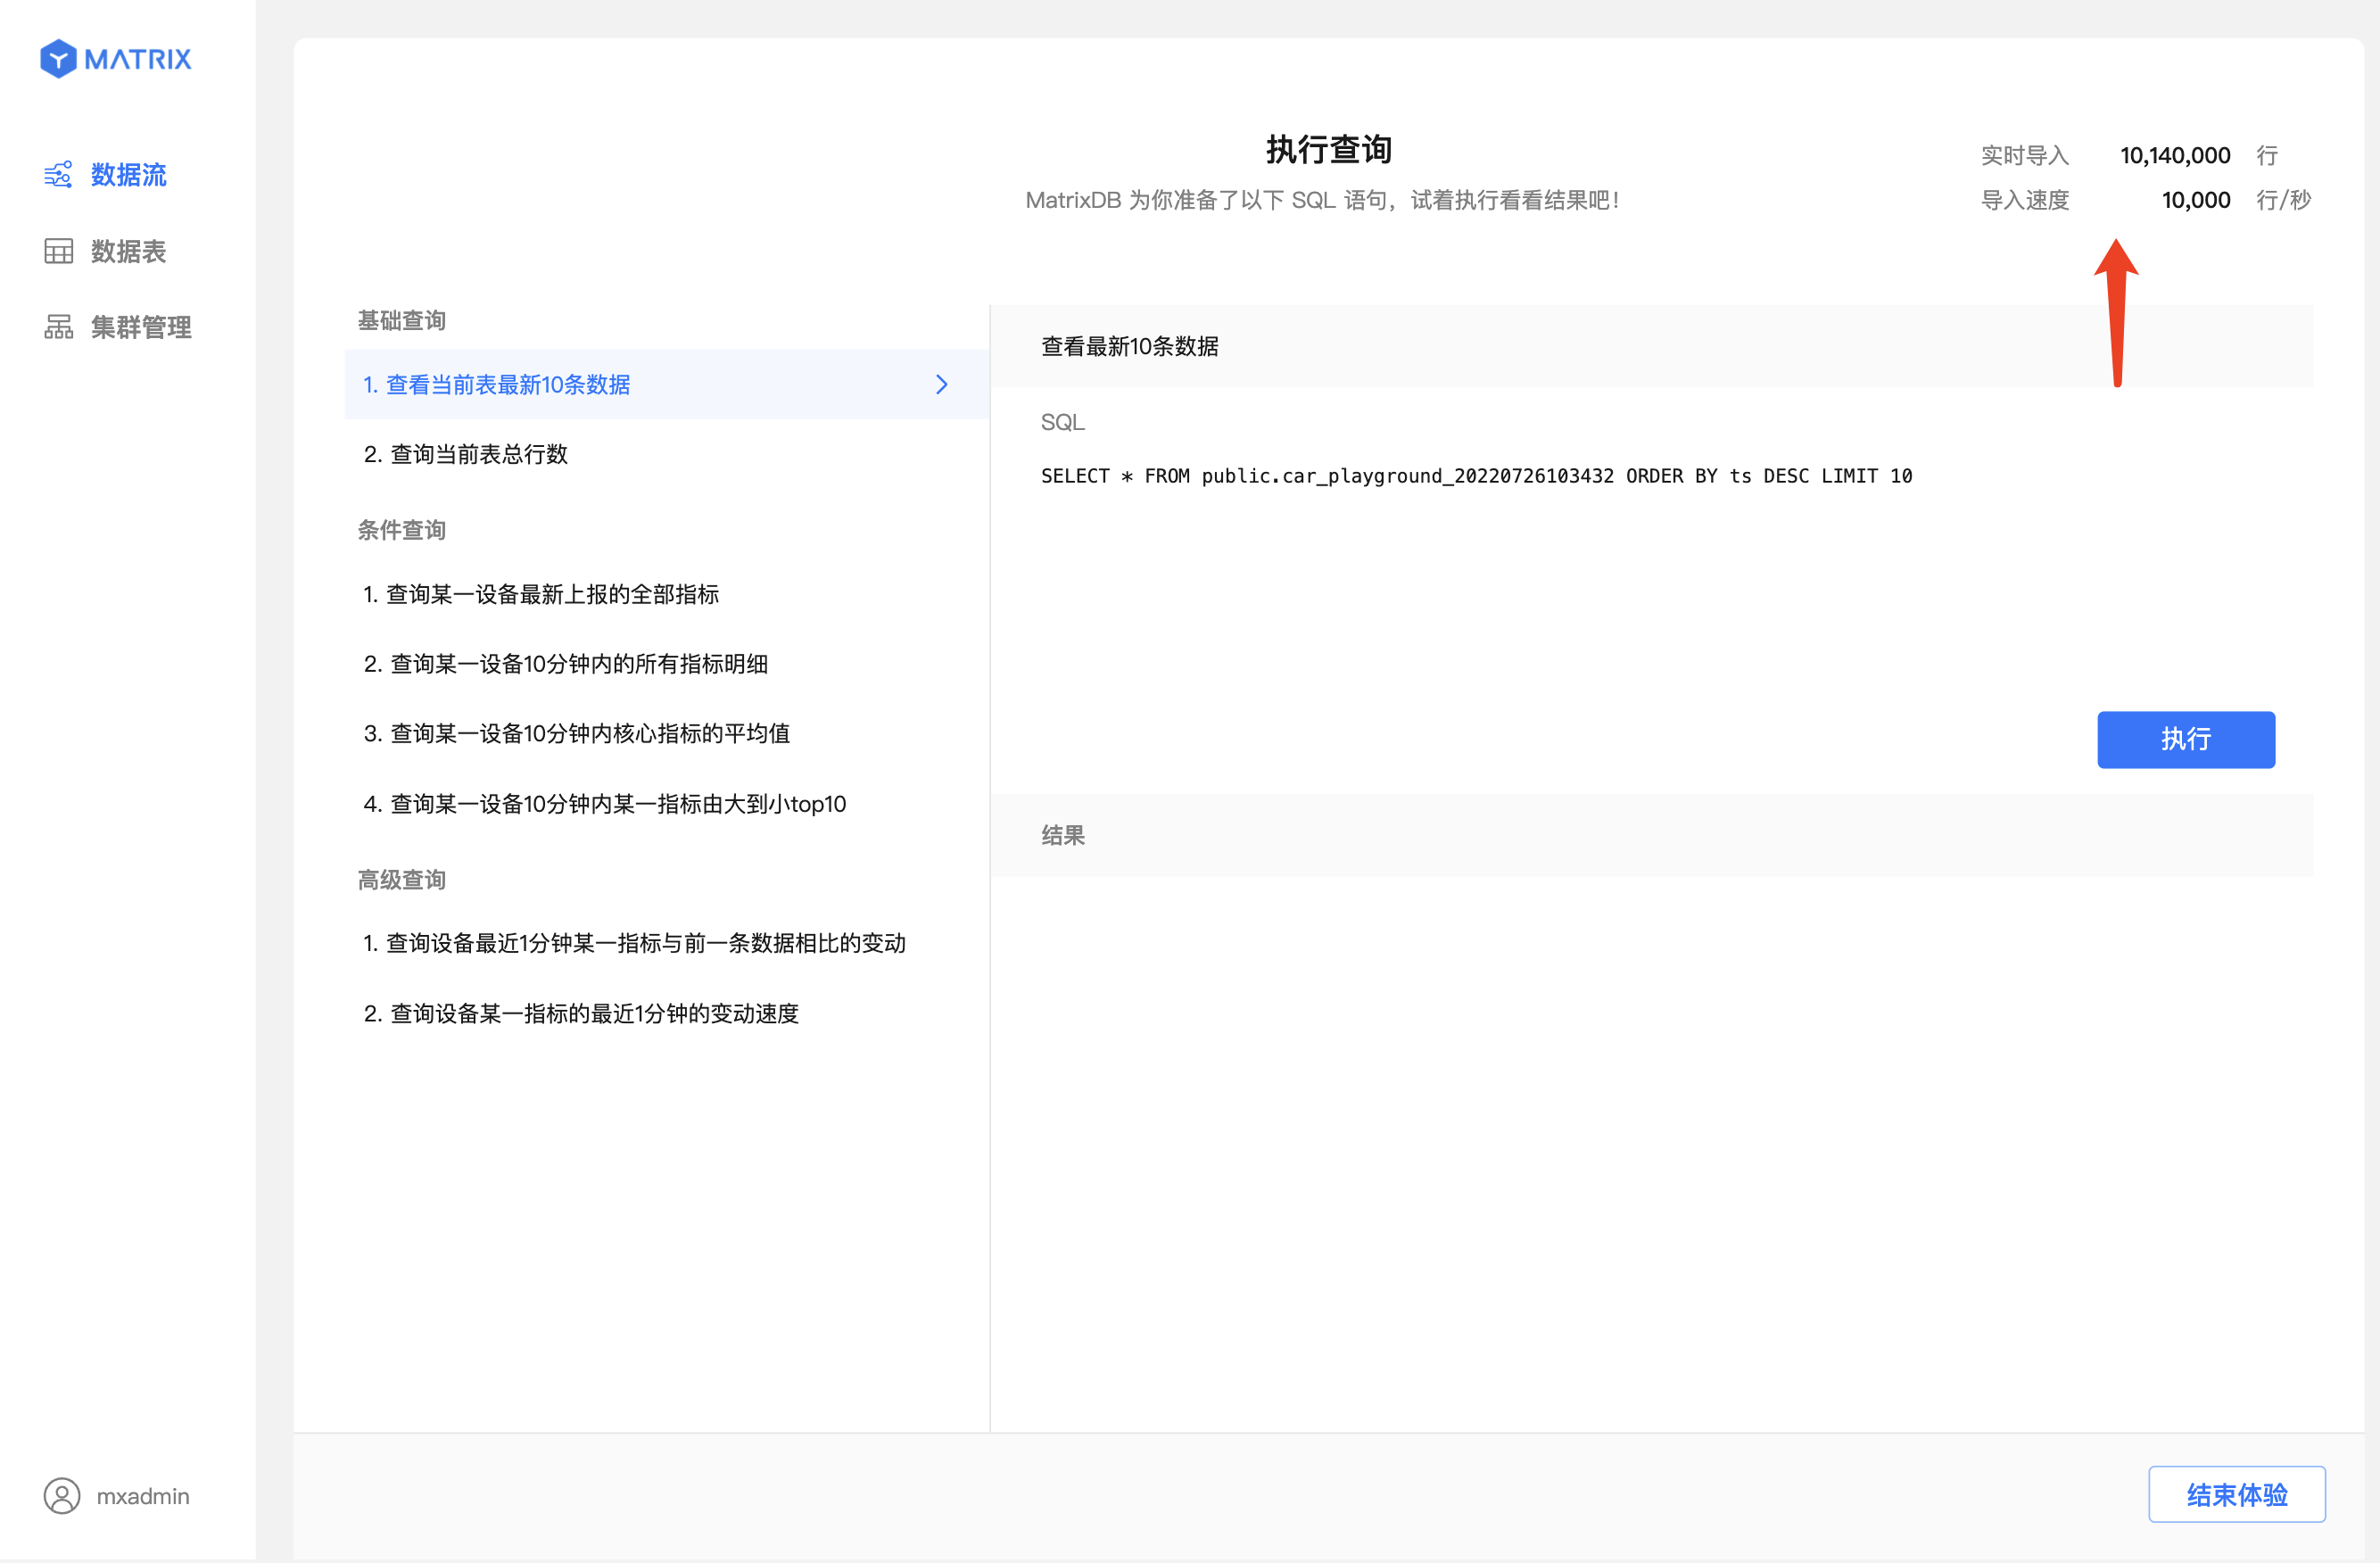 MATRIX
数据流
数据表
集群管理
mxadmin
执行查询
MatrixDB 为你准备了以下 SQL 语句，试着执行看看结果吧！
实时导入 10,140,000 行
导入速度 10,000 行/秒
基础查询
1. 查看当前表最新10条数据
2. 查询当前表总行数
条件查询
1. 查询某一设备最新上报的全部指标
2. 查询某一设备10分钟内的所有指标明细
3. 查询某一设备10分钟内核心指标的平均值
4. 查询某一设备10分钟内某一指标由大到小top10
高级查询
1. 查询设备最近1分钟某一指标与前一条数据相比的变动
2. 查询设备某一指标的最近1分钟的变动速度
查看最新10条数据
SQL
SELECT * FROM public.car_playground_20220726103432 ORDER BY ts DESC LIMIT 10
执行
结果
结束体验